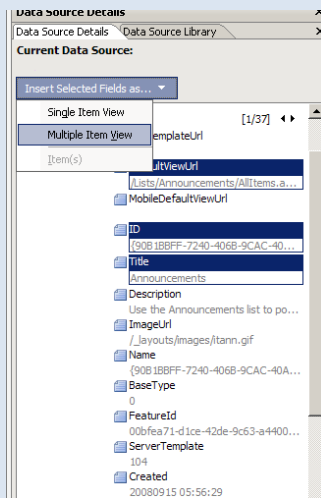 Data Source Details
Data Source Details Data Source Library
Current Data Source:
Insert Selected Fields as...
Single Item View
Multiple Item View
Item(s)
[1/37]
emplateUrl
ultViewUrl
/Lists/Announcements/AllItems.a...
MobileDefaultViewUrl
ID
{90B1BBFF-7240-406B-9CAC-40...
Title
Announcements
Description
Use the Announcements list to po...
ImageUrl
/_layouts/images/itann.gif
Name
{90B1BBFF-7240-406B-9CAC-40A...
BaseType
0
FeatureId
00bfea71-d1ce-42de-9c63-a4400...
ServerTemplate
104
Created
20080915 05:56:29